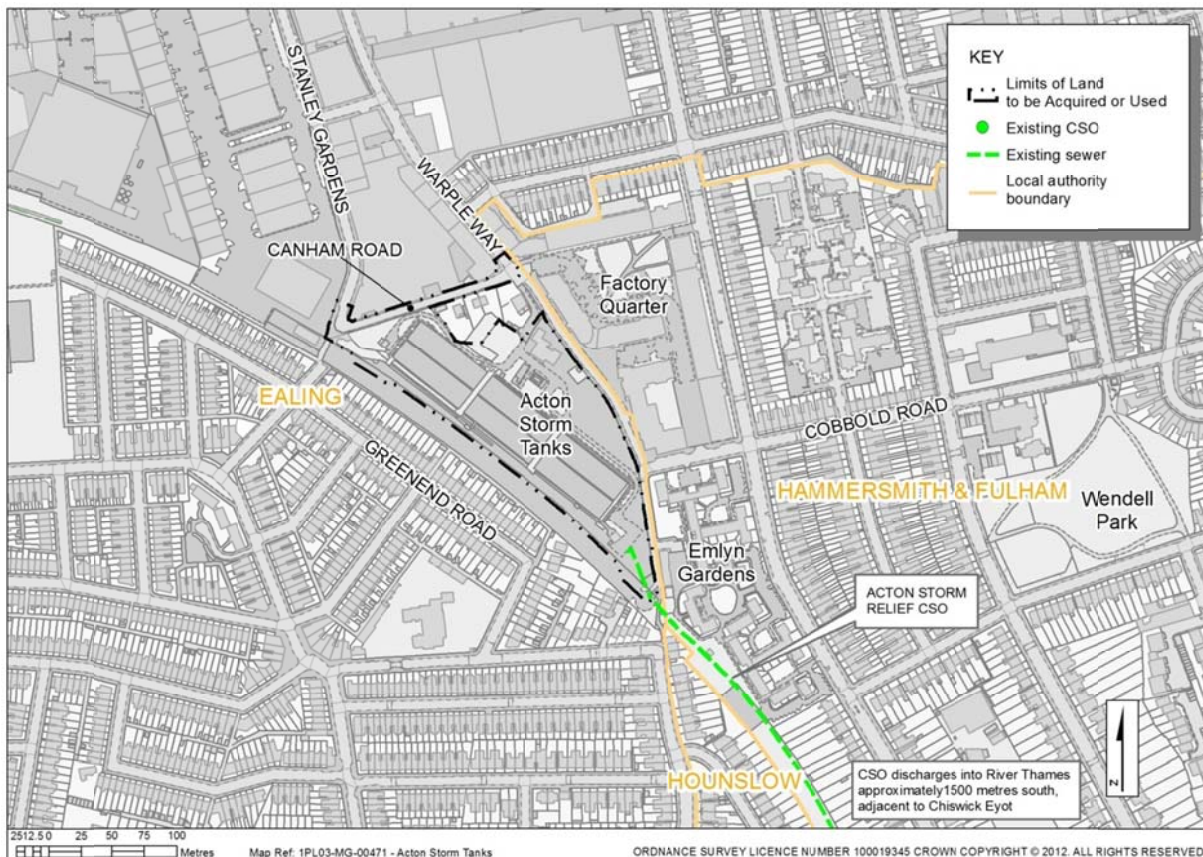 KEY
Limits of Land
to be Acquired or Used
Existing CSO
Existing sewer
Local authority
boundary
STANLEY GARDENS
WARPLE WAY
CANHAM ROAD
Factory
Quarter
EALING
Acton
Storm
Tanks
GREENEND ROAD
COBBOLD ROAD
HAMMERSMITH & FULHAM
Wendell
Park
Emlyn
Gardens
ACTON STORM
RELIEF CSO
HOUNSLOW
N
CSO discharges into River Thames
approximately1500 metres south,
adjacent to Chiswick Eyot
2512.5 0 25 50 75 100
Metres
Map Ref: 1PL03-MG-00471 - Acton Storm Tanks
ORDNANCE SURVEY LICENCE NUMBER 100019345 CROWN COPYRIGHT © 2012. ALL RIGHTS RESERVED